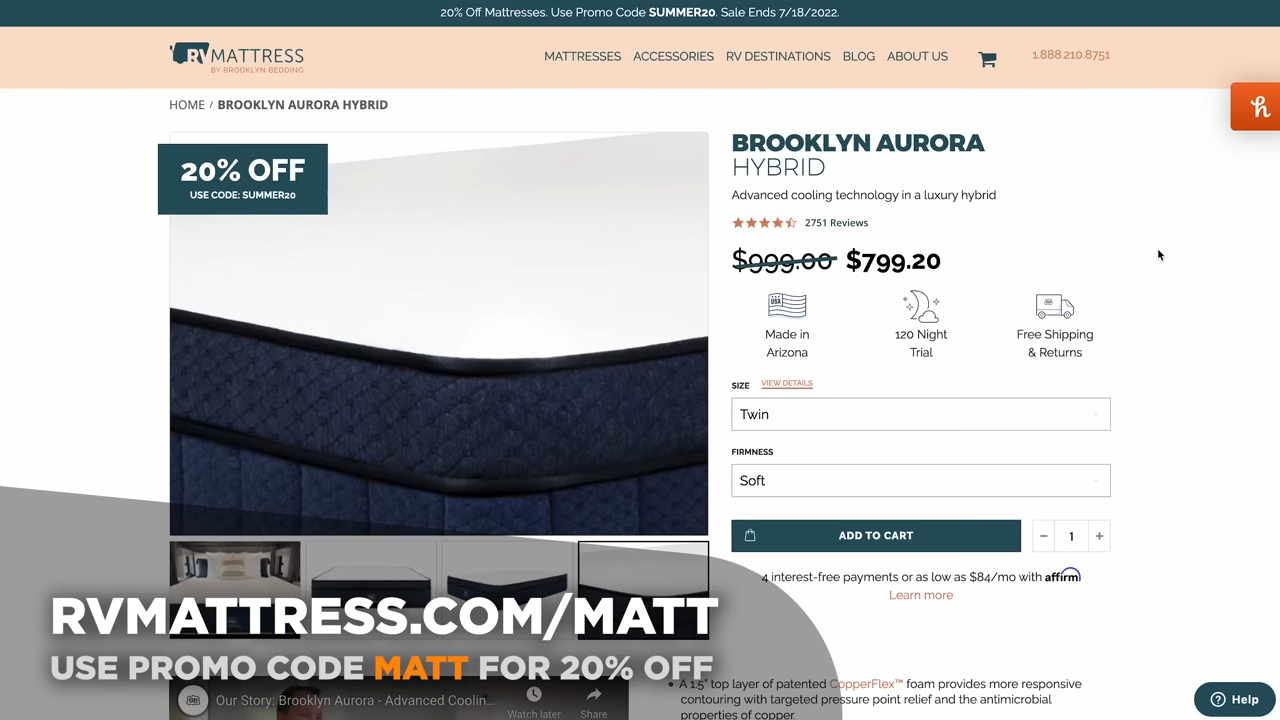 20% Off Mattresses. Use Promo Code SUMMER20. Sale Ends 7/18/2022.
RVMATTRESS
BY BROOKLYN BEDDING
MATTRESSES ACCESSORIES RV DESTINATIONS BLOG ABOUT US
1.888.210.8751
HOME / BROOKLYN AURORA HYBRID
20% OFF
USE CODE: SUMMER20
BROOKLYN AURORA
HYBRID
Advanced cooling technology in a luxury hybrid
2751 Reviews
$999.00 $799.20
USA
Made in
Arizona
120 Night
Trial
Free Shipping
& Returns
SIZE VIEW DETAILS
Twin
FIRMNESS
Soft
ADD TO CART
− 1 +
4 interest-free payments or as low as $84/mo with affirm
Learn more
RVMATTRESS.COM/MATT
USE PROMO CODE MATT FOR 20% OFF
Our Story: Brooklyn Aurora - Advanced Coolin...
Watch later
Share
• A 1.5" top layer of patented CopperFlex™ foam provides more responsive
contouring with targeted pressure point relief and the antimicrobial
properties of copper.
Help